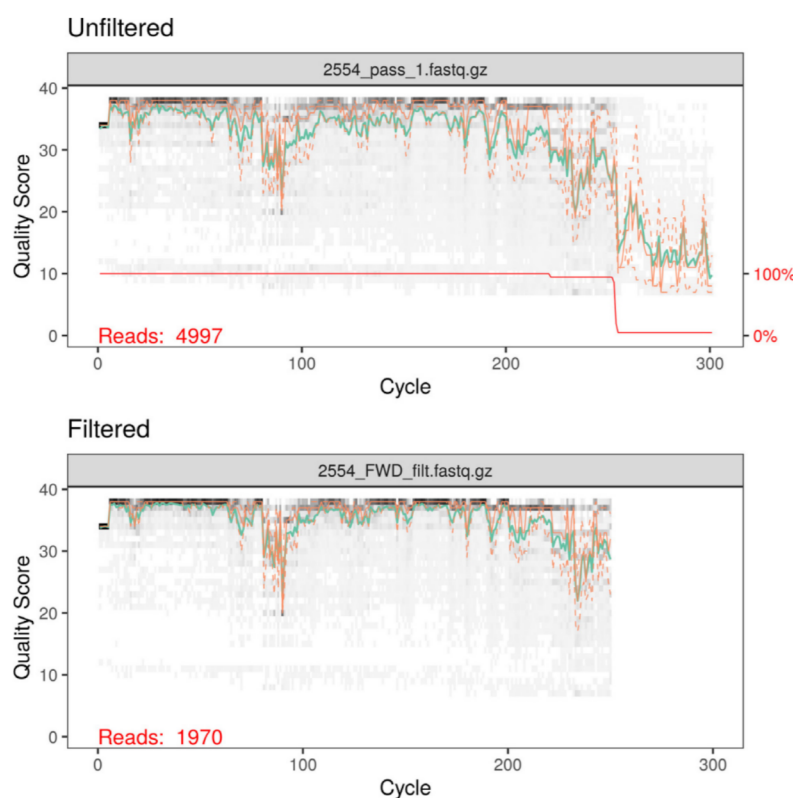 Unfiltered
2554_pass_1.fastq.gz
40
30
20
10
0
Quality Score
100%
0%
Reads: 4997
0 100 200 300
Cycle
Filtered
2554_FWD_filt.fastq.gz
40
30
20
10
0
Quality Score
Reads: 1970
0 100 200 300
Cycle